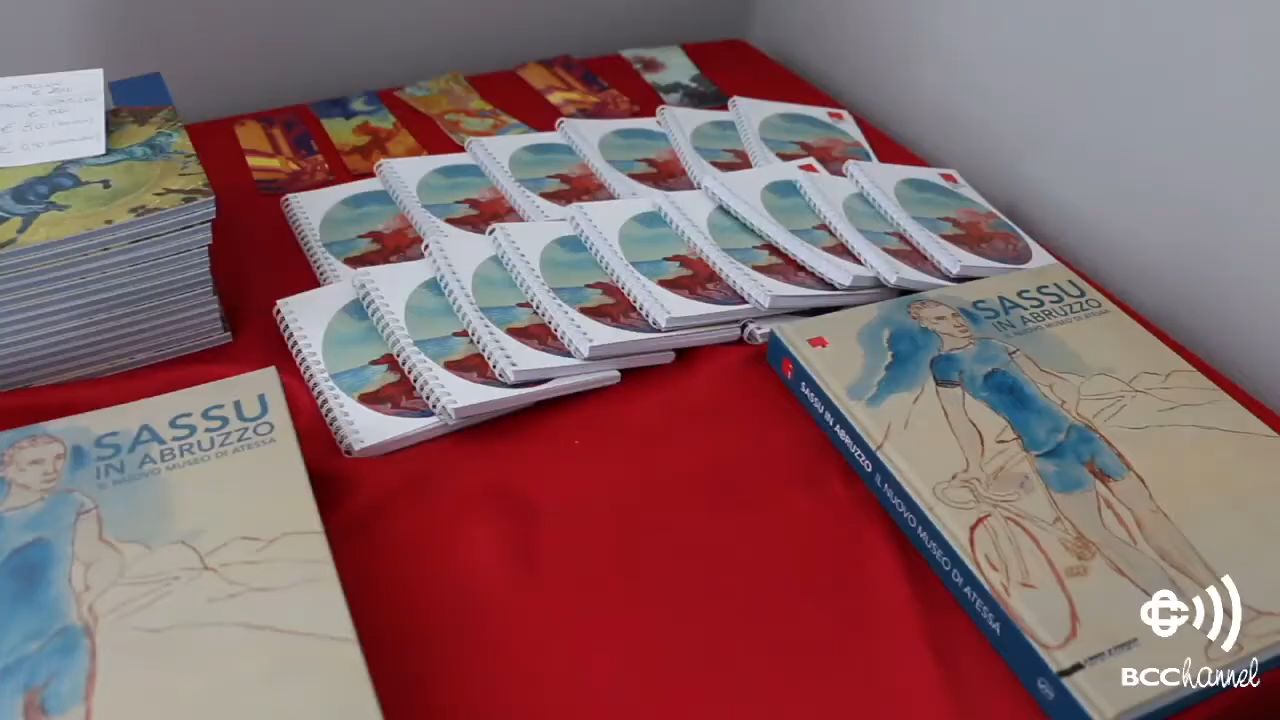 SASSU
IN ABRUZZO
IL NUOVO MUSEO DI ATESSA
SASSU
IN ABRUZZO
IL NUOVO MUSEO DI ATESSA
SASSU IN ABRUZZO IL NUOVO MUSEO DI ATESSA
BCChannel